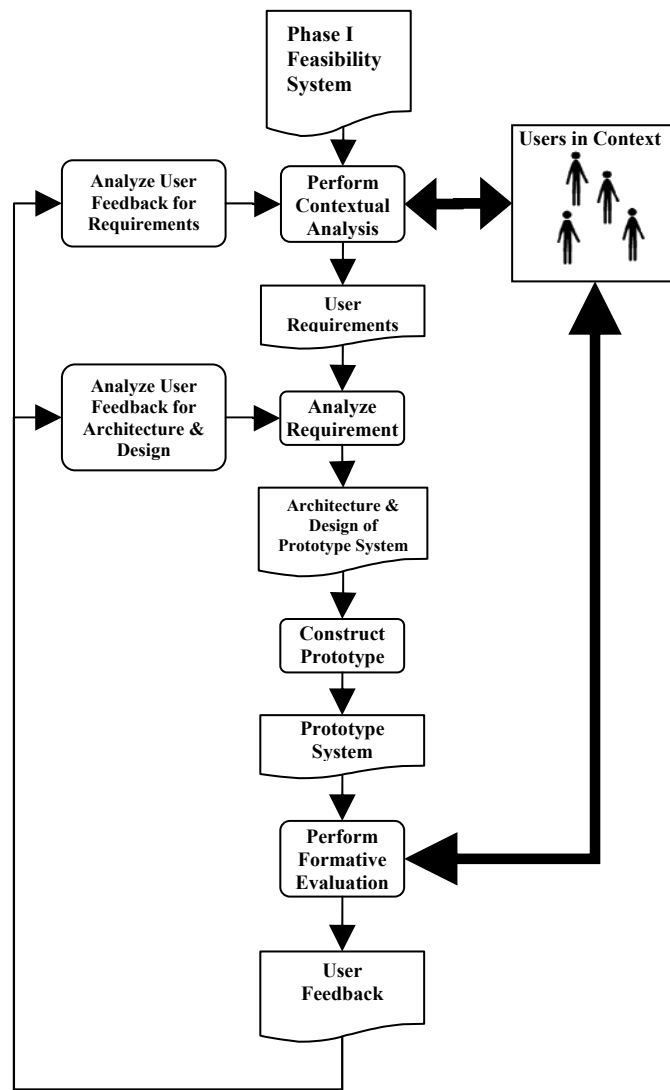 Phase I
Feasibility
System
Users in Context
Analyze User
Feedback for
Requirements
Perform
Contextual
Analysis
User
Requirements
Analyze User
Feedback for
Architecture &
Design
Analyze
Requirement
Architecture &
Design of
Prototype System
Construct
Prototype
Prototype
System
Perform
Formative
Evaluation
User
Feedback